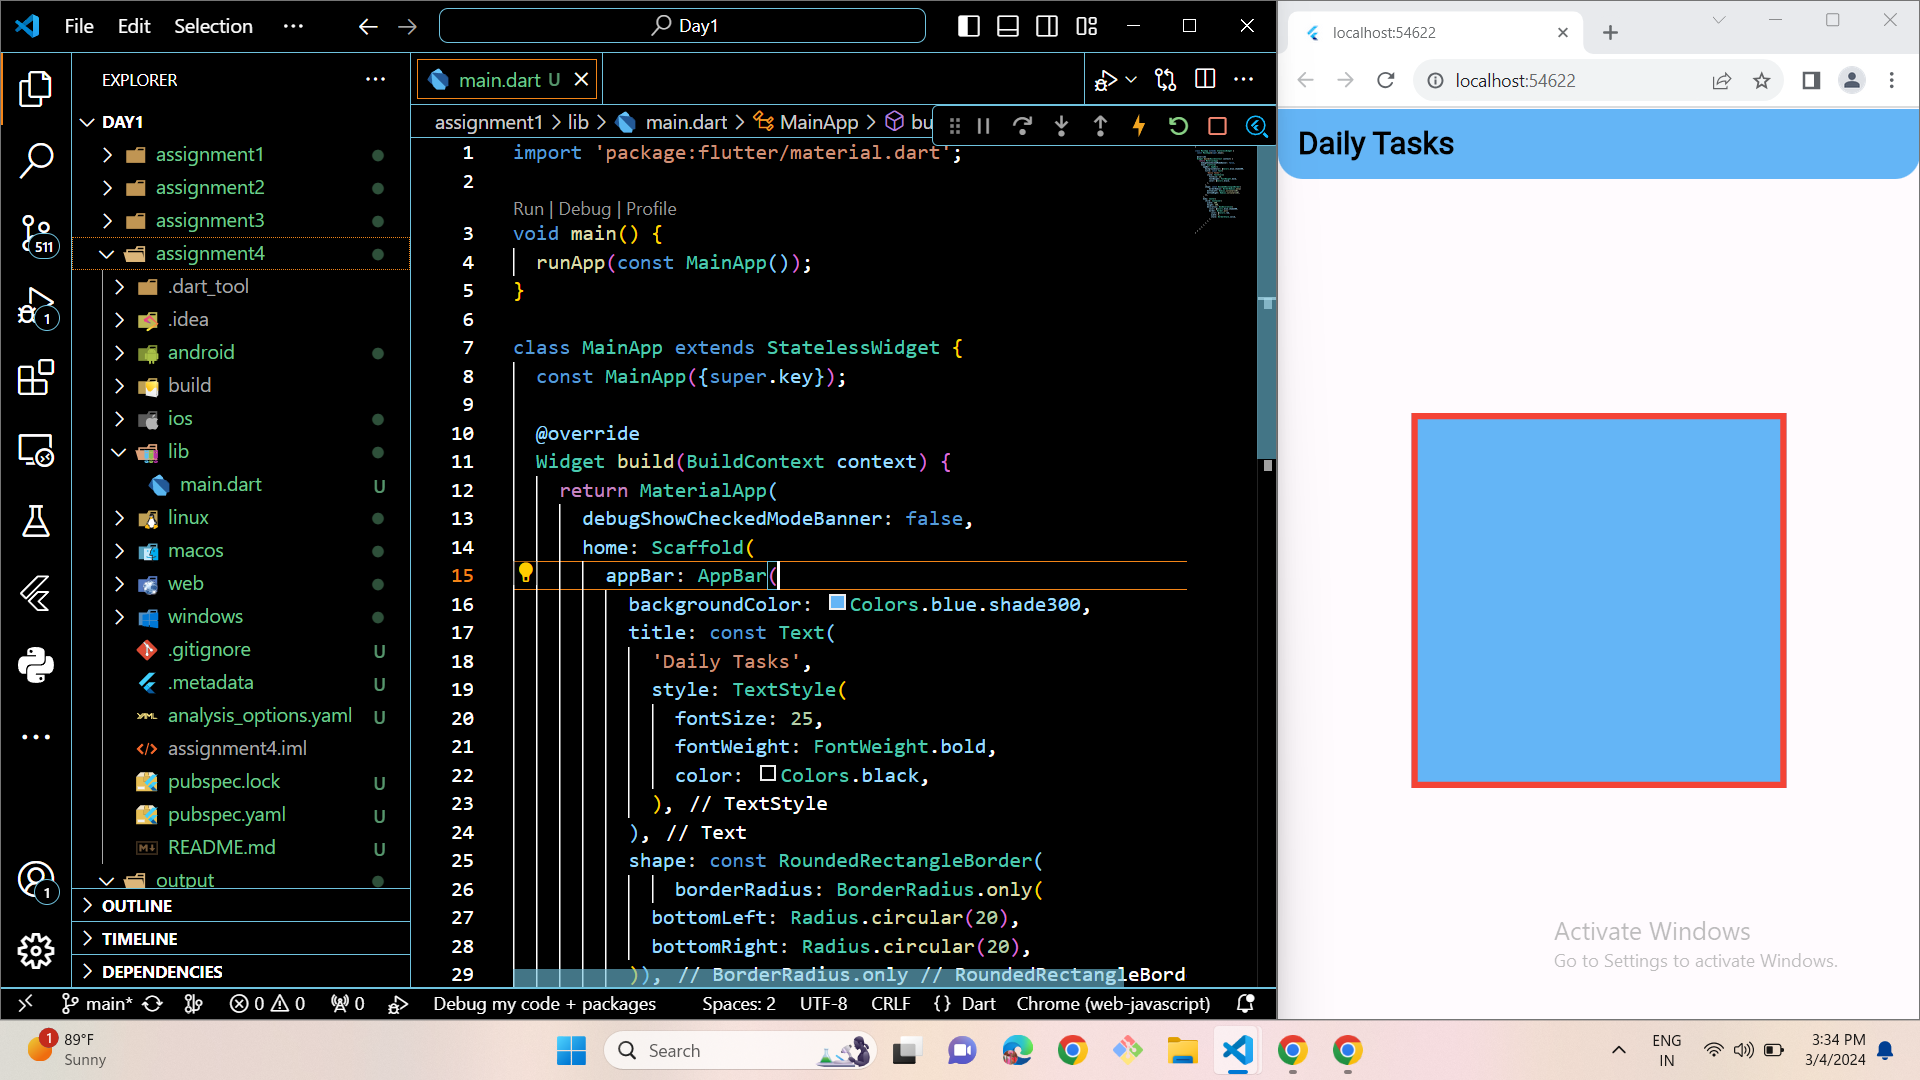 File Edit Selection ···
Day1
EXPLORER
DAY1
assignment1
assignment2
assignment3
assignment4
.dart_tool
.idea
android
build
ios
lib
main.dart U
linux
macos
web
windows
.gitignore U
.metadata U
analysis_options.yaml U
assignment4.iml
pubspec.lock U
pubspec.yaml U
README.md U
output
OUTLINE
TIMELINE
DEPENDENCIES
511
1
1
main.dart U
assignment1 > lib > main.dart > MainApp > bu
1 import 'package:flutter/material.dart';
2
Run | Debug | Profile
3 void main() {
4 runApp(const MainApp());
5 }
6
7 class MainApp extends StatelessWidget {
8 const MainApp({super.key});
9
10 @override
11 Widget build(BuildContext context) {
12 return MaterialApp(
13 debugShowCheckedModeBanner: false,
14 home: Scaffold(
15 appBar: AppBar(
16 backgroundColor: Colors.blue.shade300,
17 title: const Text(
18 'Daily Tasks',
19 style: TextStyle(
20 fontSize: 25,
21 fontWeight: FontWeight.bold,
22 color: Colors.black,
23 ), // TextStyle
24 ), // Text
25 shape: const RoundedRectangleBorder(
26 borderRadius: BorderRadius.only(
27 bottomLeft: Radius.circular(20),
28 bottomRight: Radius.circular(20),
29 )), // BorderRadius.only // RoundedRectangleBord
main* 0 0 0 Debug my code + packages Spaces: 2 UTF-8 CRLF {} Dart Chrome (web-javascript)
localhost:54622
localhost:54622
Daily Tasks
Activate Windows
Go to Settings to activate Windows.
1
89°F
Sunny
Search
ENG
IN
3:34 PM
3/4/2024